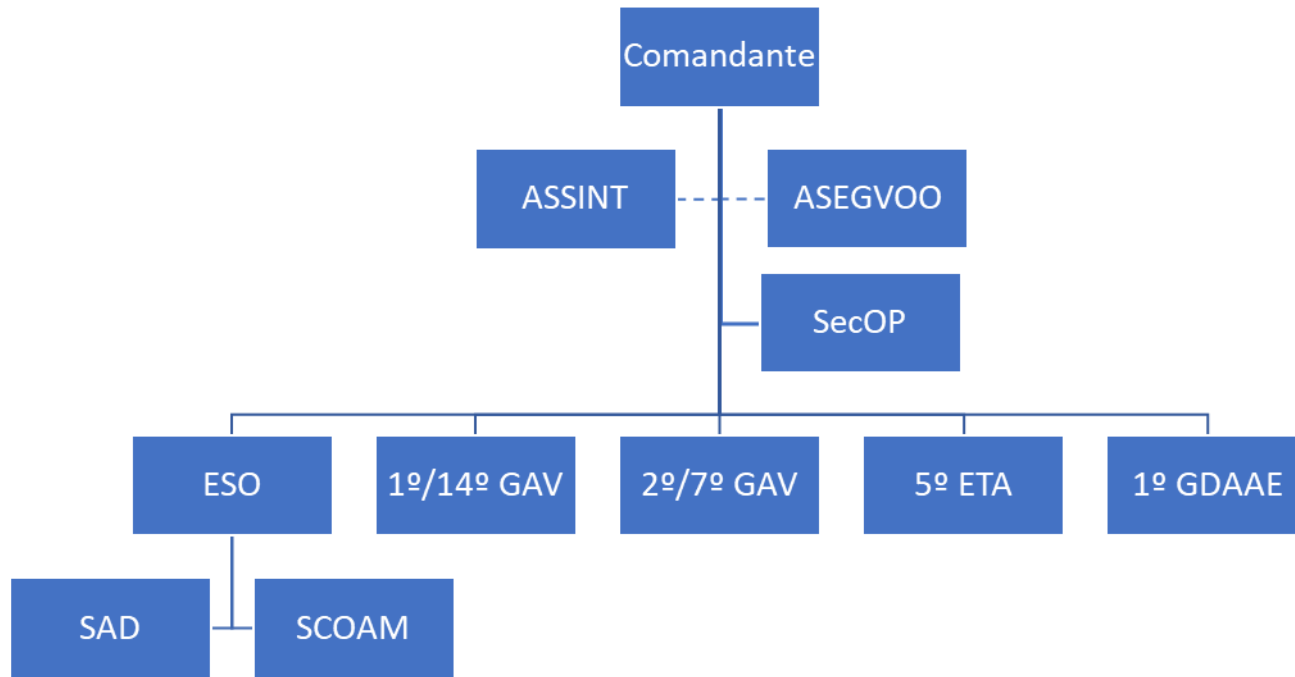 Comandante
ASSINT
ASEGVOO
SecOP
ESO
1º/14º GAV
2º/7º GAV
5º ETA
1º GDAAE
SAD
SCOAM